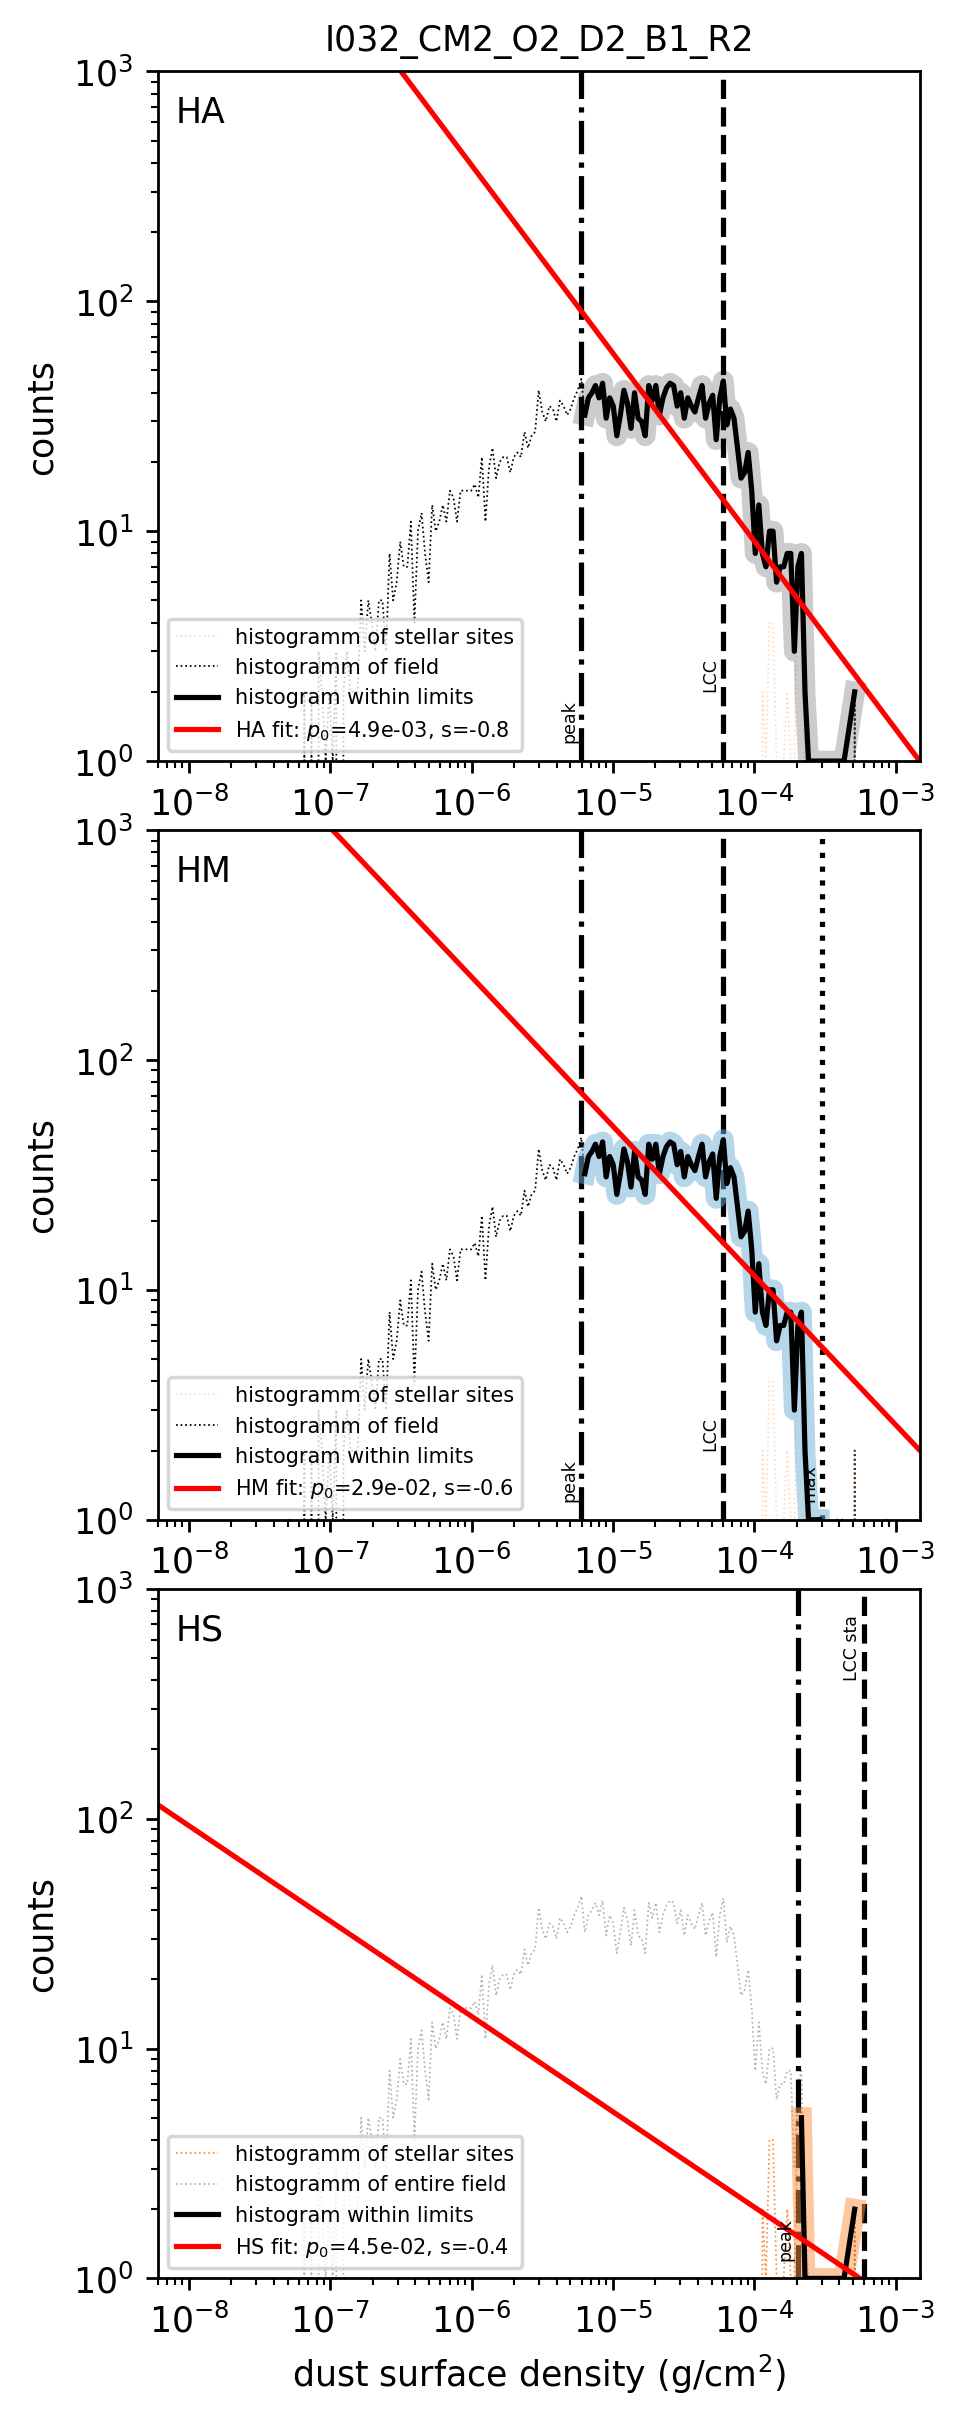 I032_CM2_O2_D2_B1_R2
10³
HA
10²
counts
10¹
LCC
peak
histogramm of stellar sites
histogramm of field
histogram within limits
HA fit: p₀=4.9e-03, s=-0.8
10⁰
10⁻⁸ 10⁻⁷ 10⁻⁶ 10⁻⁵ 10⁻⁴ 10⁻³
10³
HM
10²
counts
10¹
LCC
peak
max
histogramm of stellar sites
histogramm of field
histogram within limits
HM fit: p₀=2.9e-02, s=-0.6
10⁰
10⁻⁸ 10⁻⁷ 10⁻⁶ 10⁻⁵ 10⁻⁴ 10⁻³
10³
HS
LCC sta
10²
counts
10¹
peak
histogramm of stellar sites
histogramm of entire field
histogram within limits
HS fit: p₀=4.5e-02, s=-0.4
10⁰
10⁻⁸ 10⁻⁷ 10⁻⁶ 10⁻⁵ 10⁻⁴ 10⁻³
dust surface density (g/cm²)